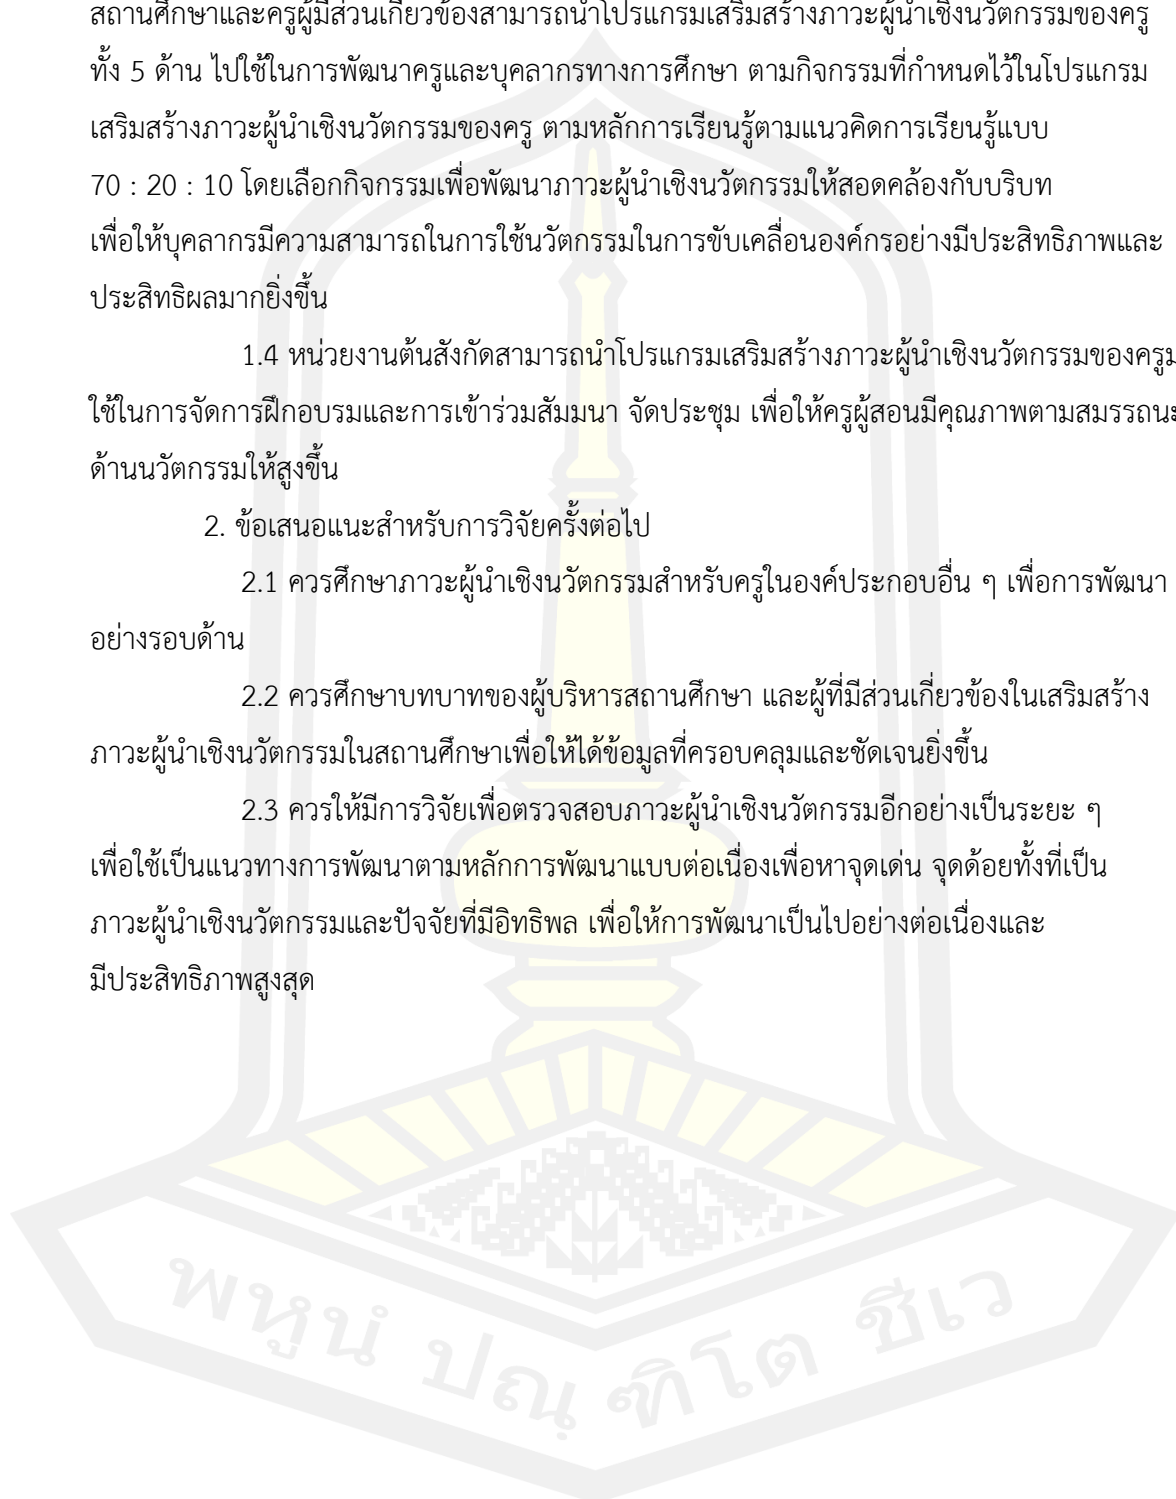 สถานศึกษาและครูผู้มีส่วนเกี่ยวข้องสามารถนำโปรแกรมเสริมสร้างภาวะผู้นำเชิงนวัตกรรมของครู
ทั้ง 5 ด้าน ไปใช้ในการพัฒนาครูและบุคลากรทางการศึกษา ตามกิจกรรมที่กำหนดไว้ในโปรแกรม
เสริมสร้างภาวะผู้นำเชิงนวัตกรรมของครู ตามหลักการเรียนรู้ตามแนวคิดการเรียนรู้แบบ
70 : 20 : 10 โดยเลือกกิจกรรมเพื่อพัฒนาภาวะผู้นำเชิงนวัตกรรมให้สอดคล้องกับบริบท
เพื่อให้บุคลากรมีความสามารถในการใช้นวัตกรรมในการขับเคลื่อนองค์กรอย่างมีประสิทธิภาพและ
ประสิทธิผลมากยิ่งขึ้น
1.4 หน่วยงานต้นสังกัดสามารถนำโปรแกรมเสริมสร้างภาวะผู้นำเชิงนวัตกรรมของครูม
ใช้ในการจัดการฝึกอบรมและการเข้าร่วมสัมมนา จัดประชุม เพื่อให้ครูผู้สอนมีคุณภาพตามสมรรถนะ
ด้านนวัตกรรมให้สูงขึ้น
2. ข้อเสนอแนะสำหรับการวิจัยครั้งต่อไป
2.1 ควรศึกษาภาวะผู้นำเชิงนวัตกรรมสำหรับครูในองค์ประกอบอื่น ๆ เพื่อการพัฒนา
อย่างรอบด้าน
2.2 ควรศึกษาบทบาทของผู้บริหารสถานศึกษา และผู้ที่มีส่วนเกี่ยวข้องในเสริมสร้าง
ภาวะผู้นำเชิงนวัตกรรมในสถานศึกษาเพื่อให้ได้ข้อมูลที่ครอบคลุมและชัดเจนยิ่งขึ้น
2.3 ควรให้มีการวิจัยเพื่อตรวจสอบภาวะผู้นำเชิงนวัตกรรมอีกอย่างเป็นระยะ ๆ
เพื่อใช้เป็นแนวทางการพัฒนาตามหลักการพัฒนาแบบต่อเนื่องเพื่อหาจุดเด่น จุดด้อยทั้งที่เป็น
ภาวะผู้นำเชิงนวัตกรรมและปัจจัยที่มีอิทธิพล เพื่อให้การพัฒนาเป็นไปอย่างต่อเนื่องและ
มีประสิทธิภาพสูงสุด
พหูนํ ปณฺฑิโต ชีเว